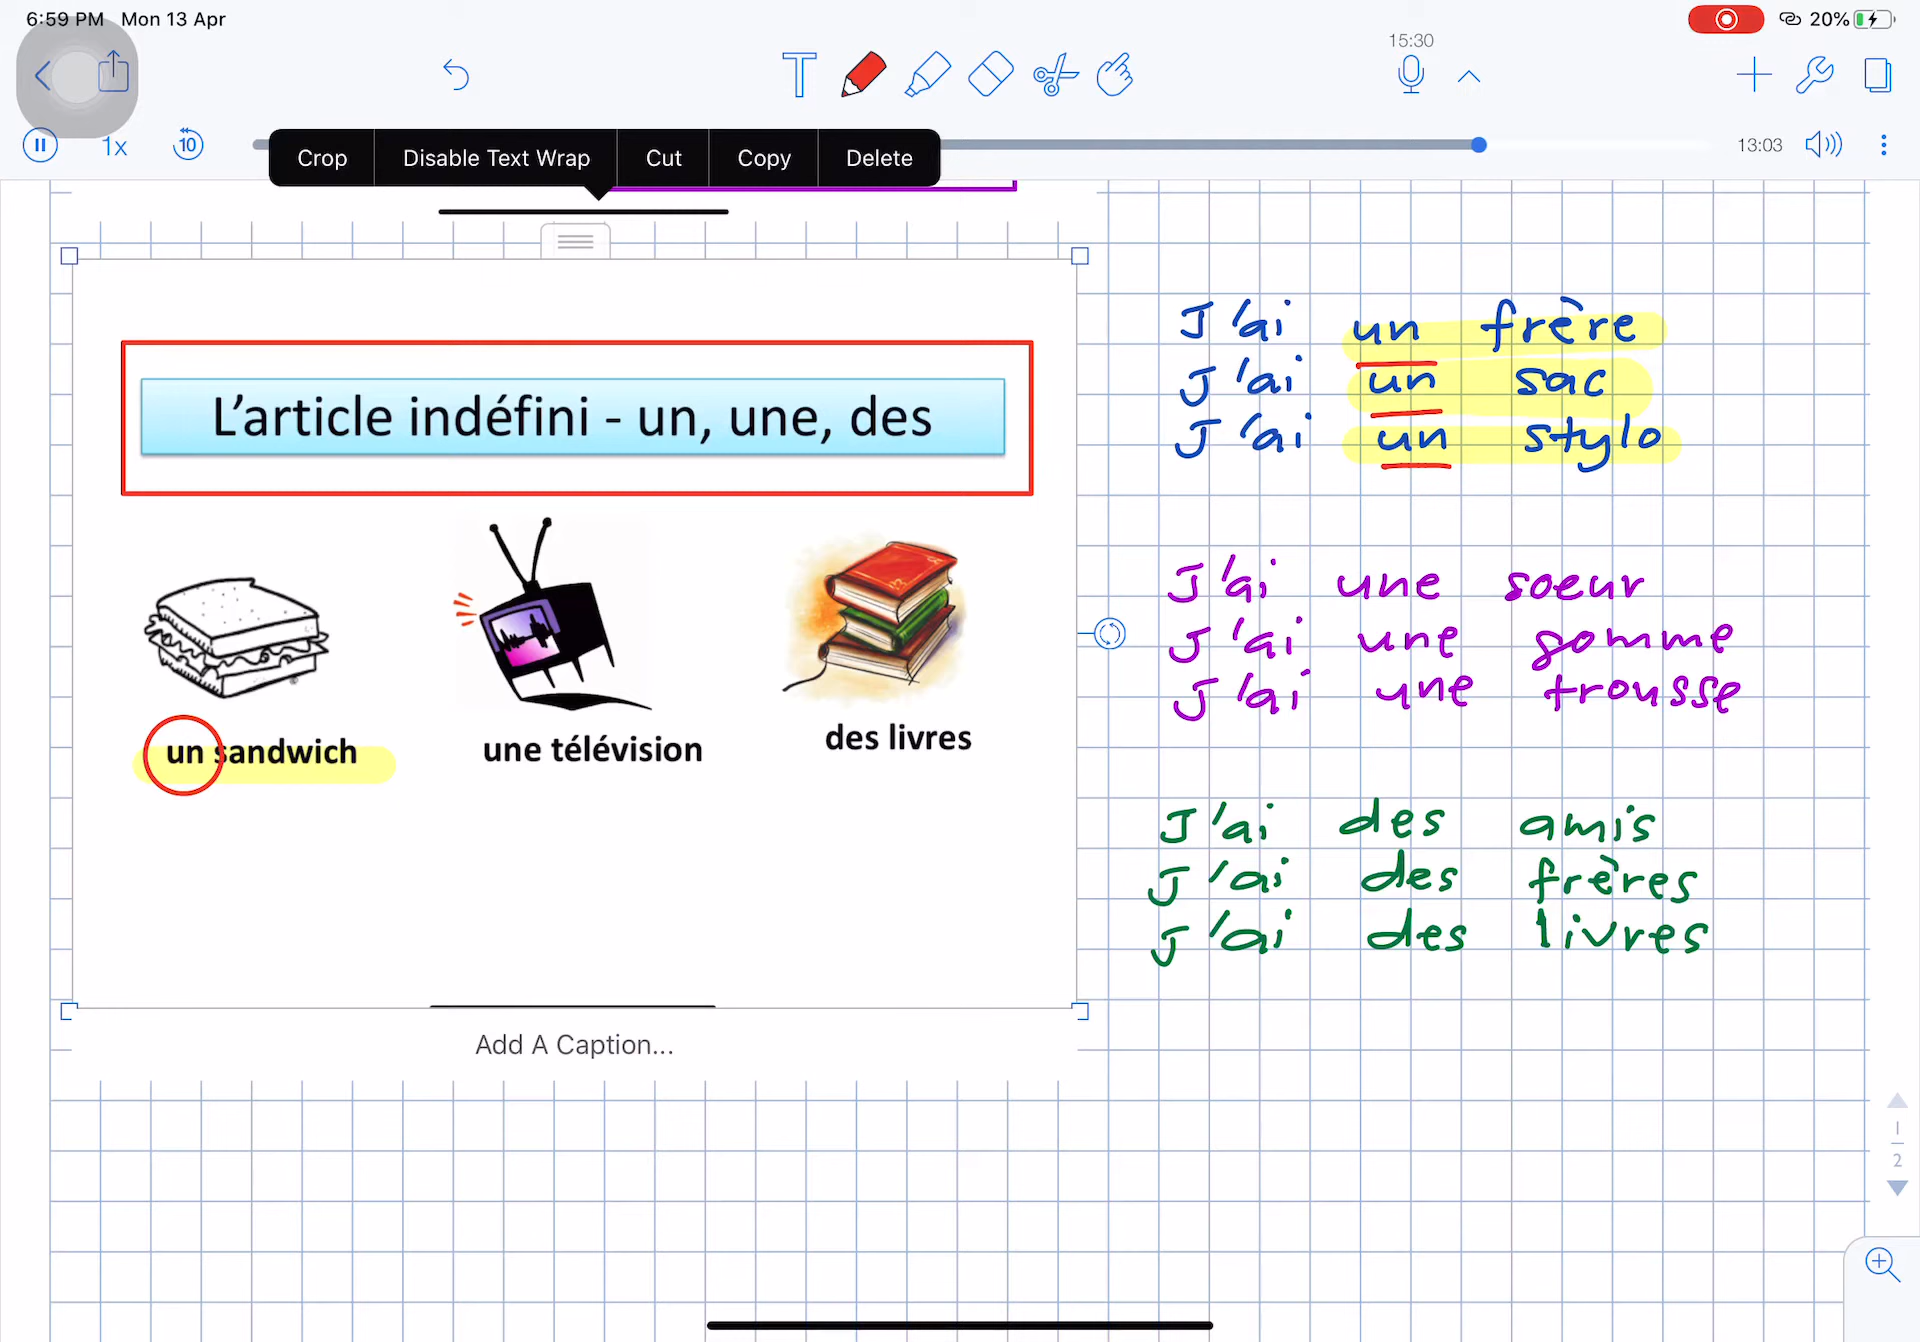 6:59 PM Mon 13 Apr
20%
15:30
1x
10
13:03
Crop Disable Text Wrap Cut Copy Delete
L'article indéfini - un, une, des
un sandwich
une télévision
des livres
Add A Caption...
J'ai un frère
J'ai un sac
J'ai un stylo
J'ai une soeur
J'ai une gomme
J'ai une trousse
J'ai des amis
J'ai des frères
J'ai des livres
1
2